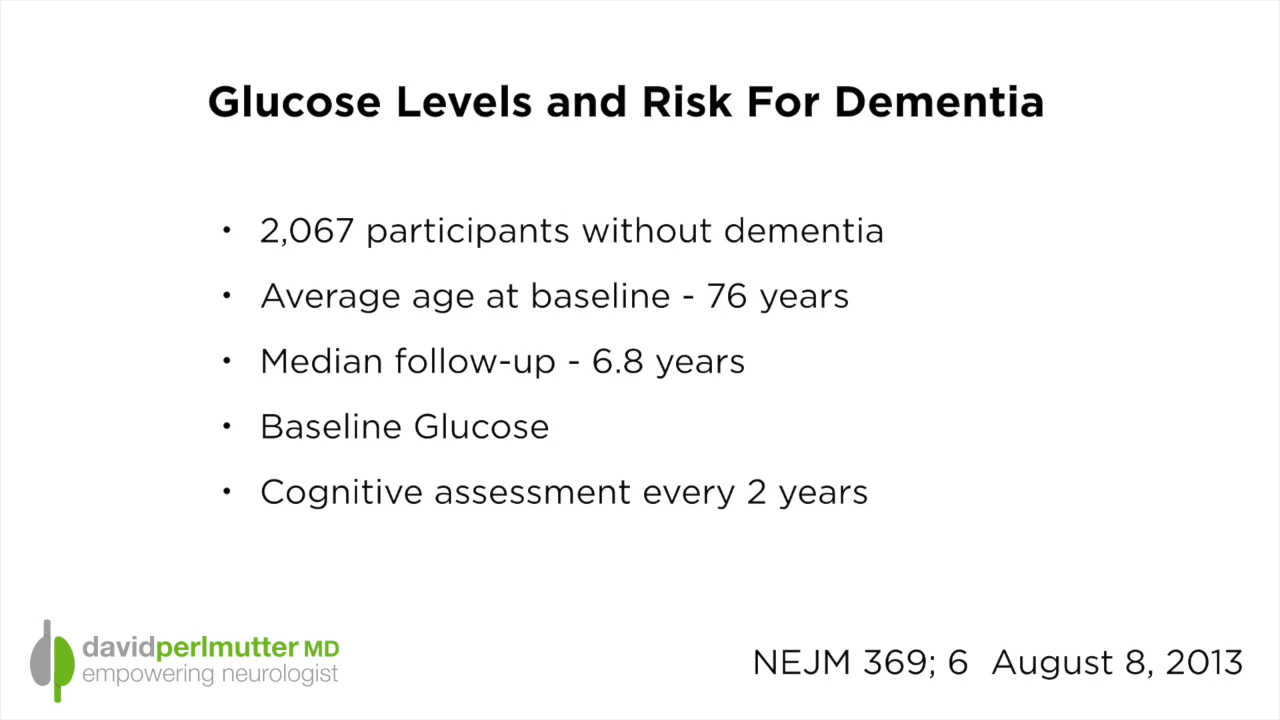 Glucose Levels and Risk For Dementia
• 2,067 participants without dementia
• Average age at baseline - 76 years
• Median follow-up - 6.8 years
• Baseline Glucose
• Cognitive assessment every 2 years
davidperlmutter MD
empowering neurologist
NEJM 369; 6 August 8, 2013